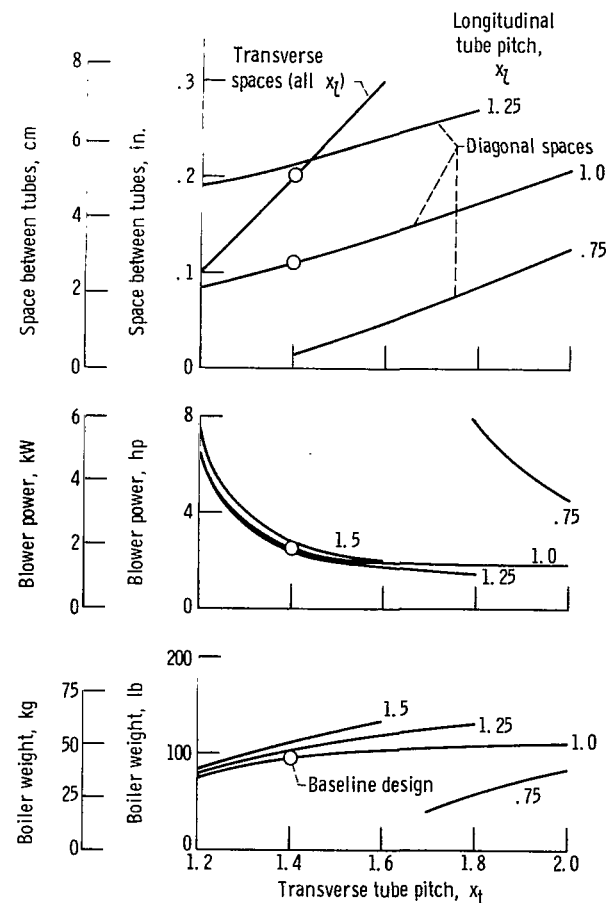 Longitudinal
tube pitch,
x_l
Transverse
spaces (all x_l)
1.25
Diagonal spaces
1.0
.75
8
6
4
2
0
Space between tubes, cm
.3
.2
.1
0
Space between tubes, in.
6
4
2
0
Blower power, kW
8
4
0
Blower power, hp
1.5
1.0
1.25
.75
75
50
25
0
Boiler weight, kg
200
100
0
Boiler weight, lb
1.5
1.25
1.0
.75
Baseline design
1.2 1.4 1.6 1.8 2.0
Transverse tube pitch, x_t